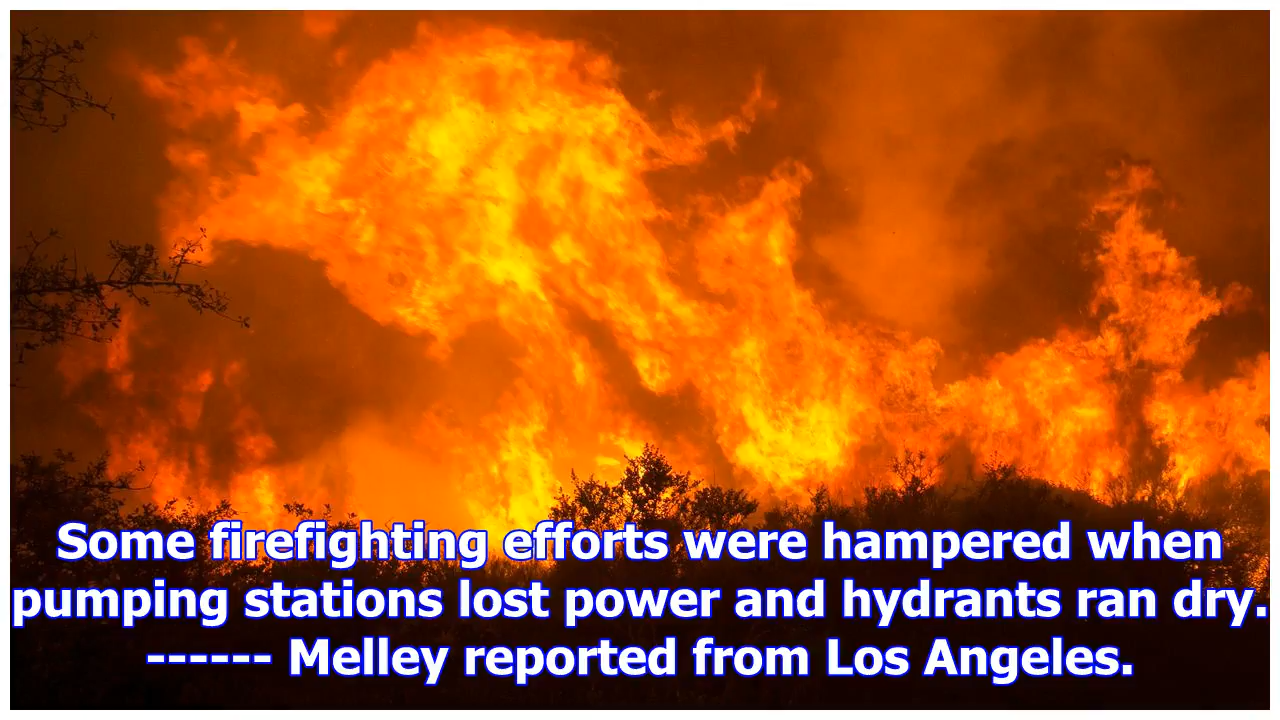 Some firefighting efforts were hampered when
pumping stations lost power and hydrants ran dry.
------ Melley reported from Los Angeles.